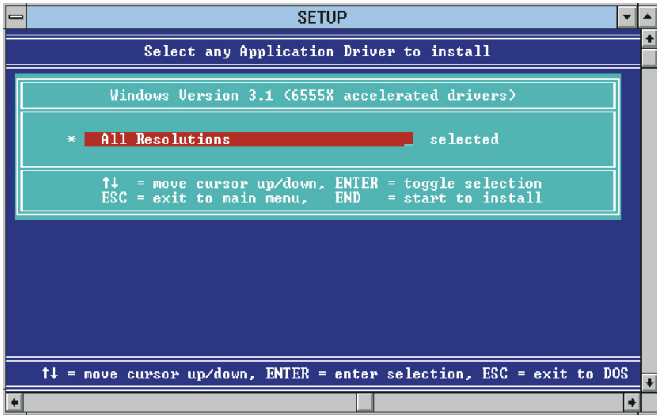 SETUP
Select any Application Driver to install
Windows Version 3.1 (6555X accelerated drivers)
* All Resolutions _ selected
↑↓ = move cursor up/down, ENTER = toggle selection
ESC = exit to main menu, END = start to install
↑↓ = move cursor up/down, ENTER = enter selection, ESC = exit to DOS